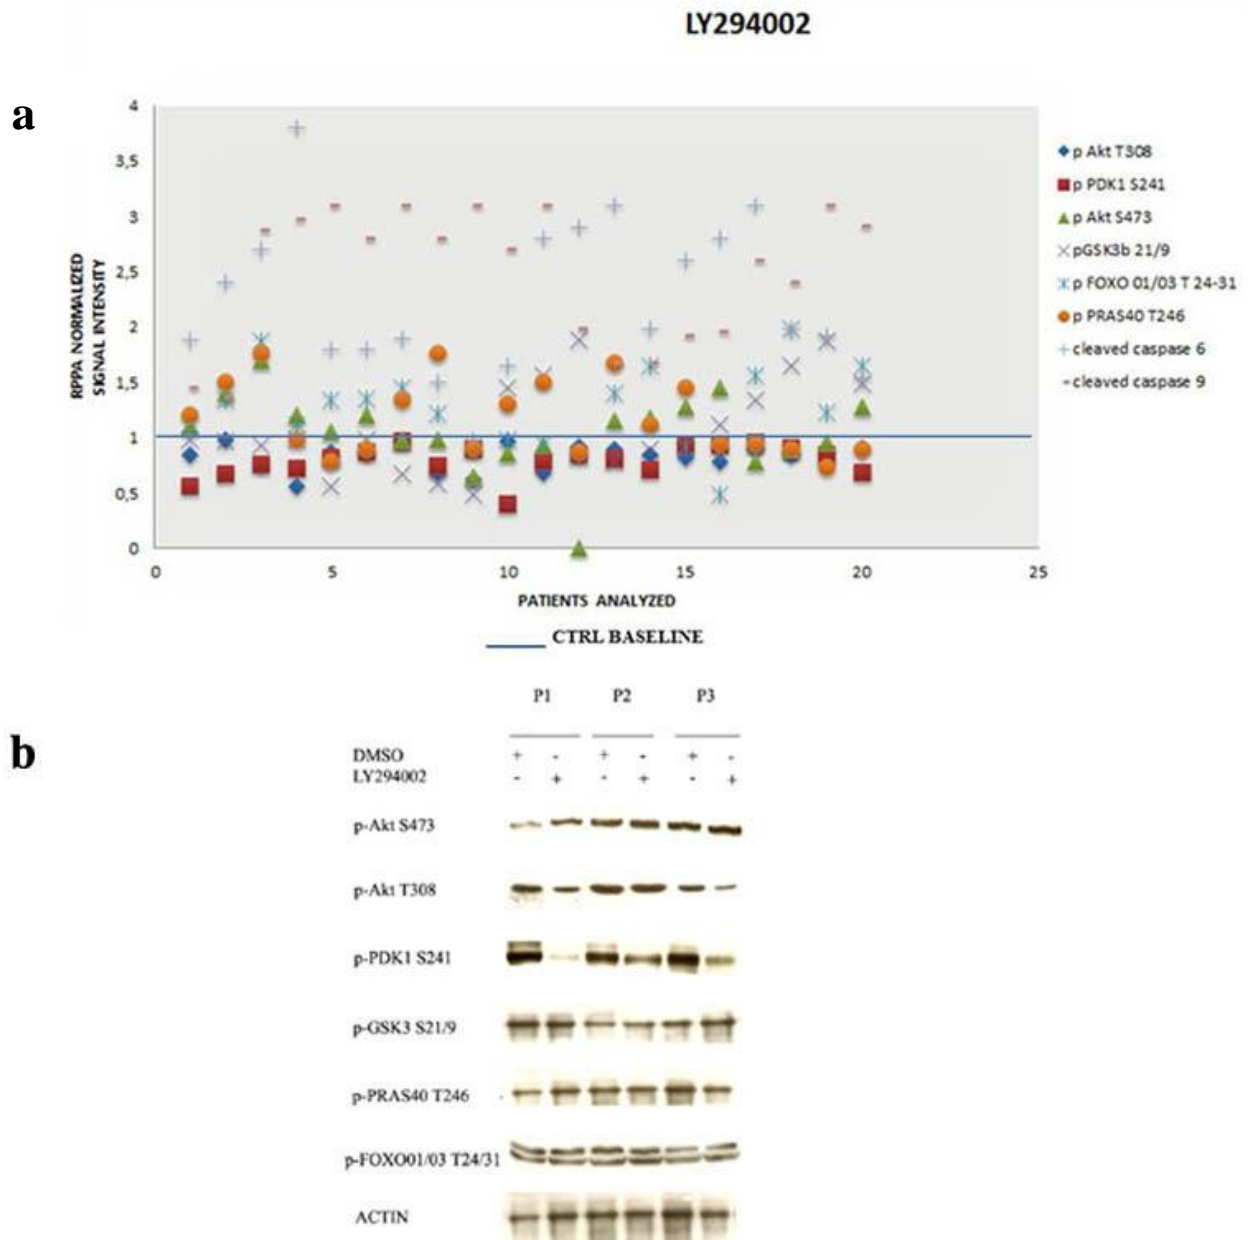 LY294002
a
RPPA NORMALIZED
SIGNAL INTENSITY
4
3,5
3
2,5
2
1,5
1
0,5
0
0 5 10 15 20 25
PATIENTS ANALYZED
CTRL BASELINE
p Akt T308
p PDK1 S241
p Akt S473
pGSK3b 21/9
p FOXO 01/03 T 24-31
p PRAS40 T246
cleaved caspase 6
cleaved caspase 9
b
P1 P2 P3
DMSO + - + - + -
LY294002 - + - + - +
p-Akt S473
p-Akt T308
p-PDK1 S241
p-GSK3 S21/9
p-PRAS40 T246
p-FOXO01/03 T24/31
ACTIN